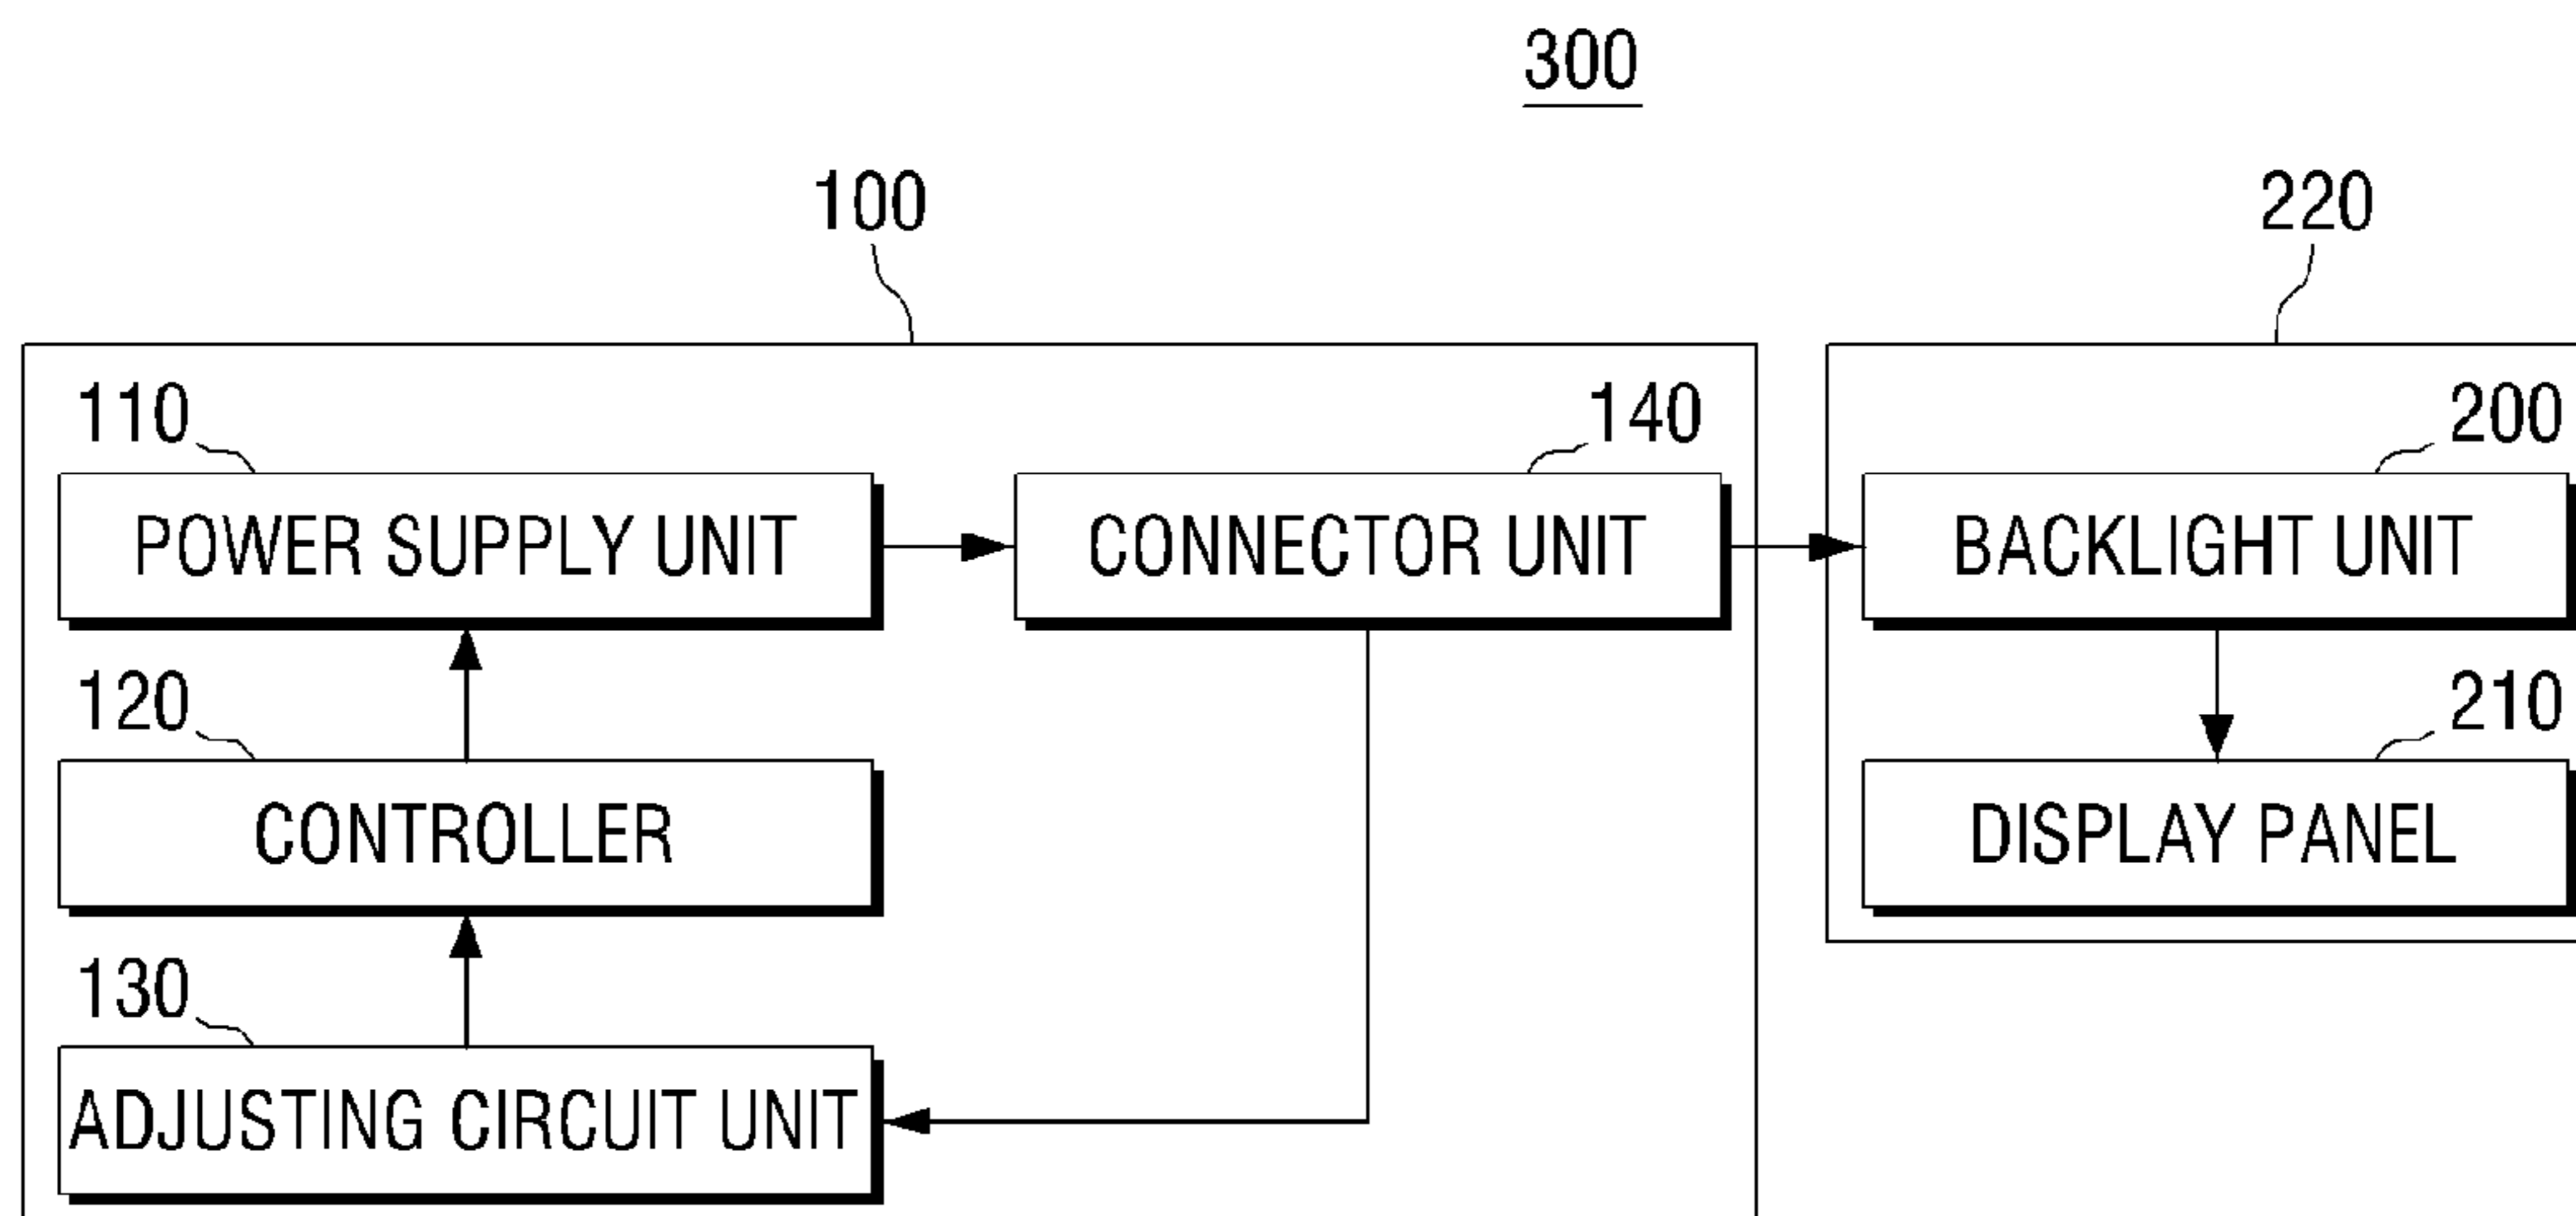 300
100
220
110
140
200
POWER SUPPLY UNIT
CONNECTOR UNIT
BACKLIGHT UNIT
120
210
CONTROLLER
DISPLAY PANEL
130
ADJUSTING CIRCUIT UNIT